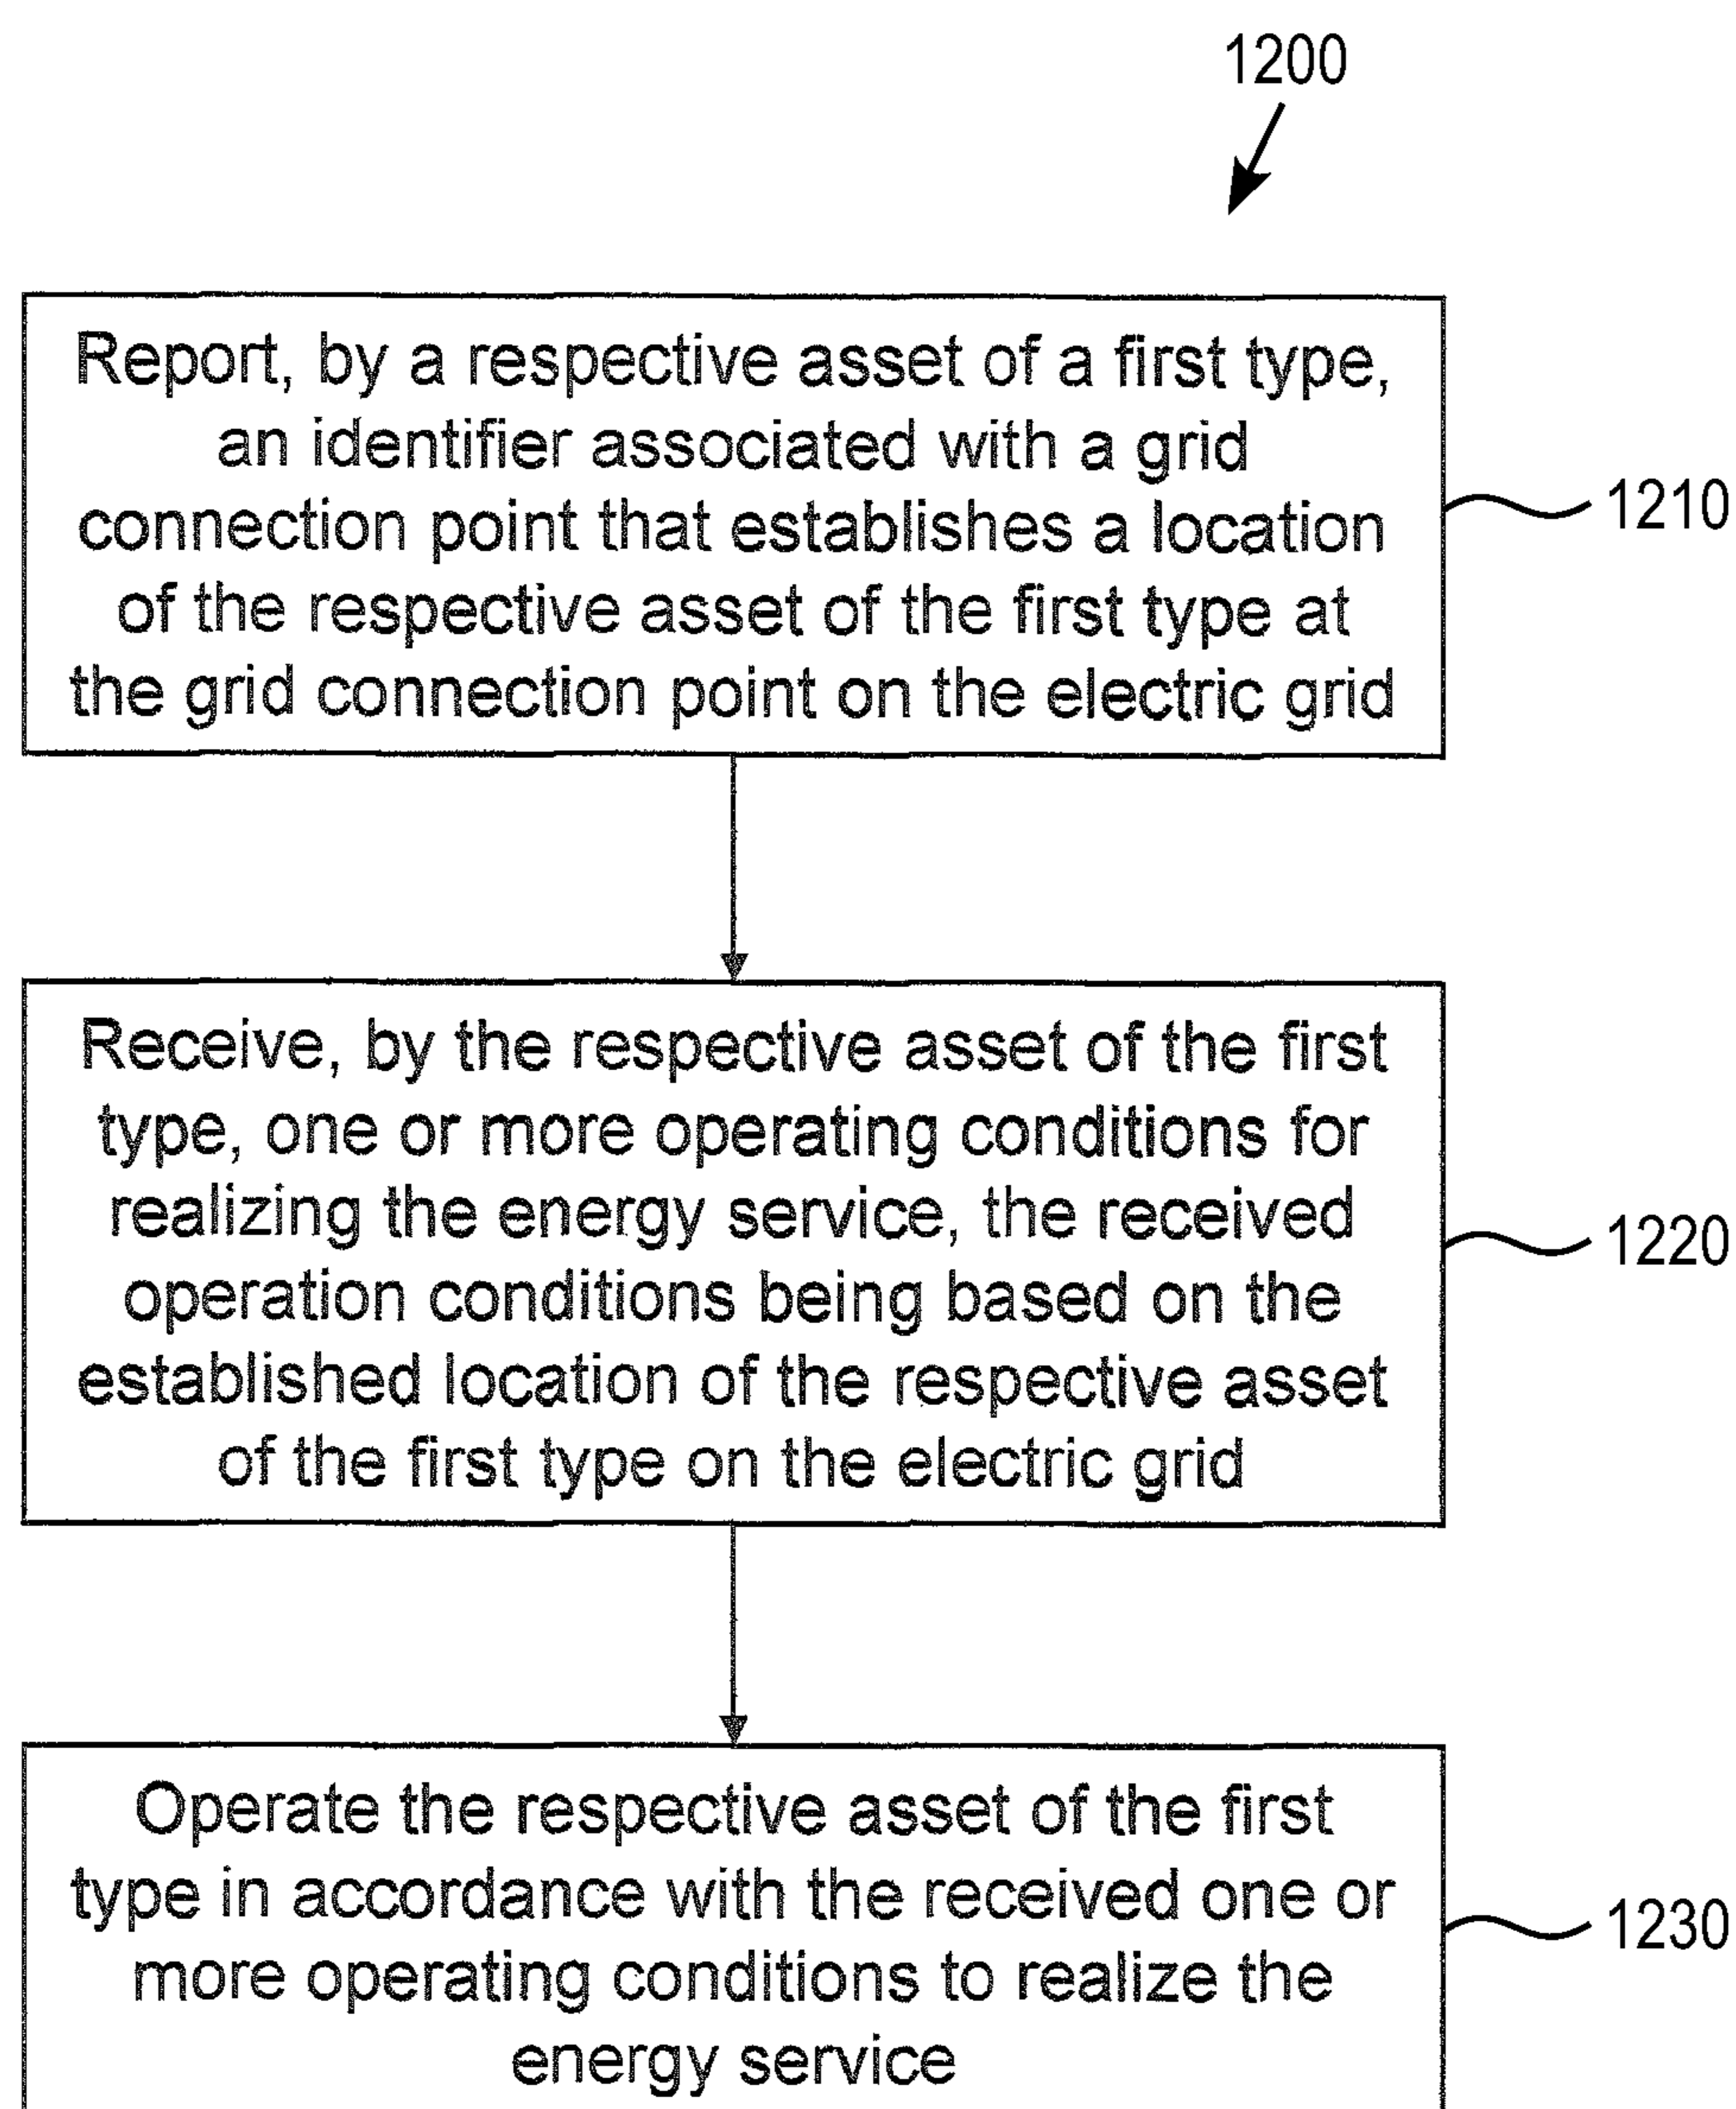 1200
Report, by a respective asset of a first type,
an identifier associated with a grid
connection point that establishes a location
of the respective asset of the first type at
the grid connection point on the electric grid
1210
Receive, by the respective asset of the first
type, one or more operating conditions for
realizing the energy service, the received
operation conditions being based on the
established location of the respective asset
of the first type on the electric grid
1220
Operate the respective asset of the first
type in accordance with the received one or
more operating conditions to realize the
energy service
1230